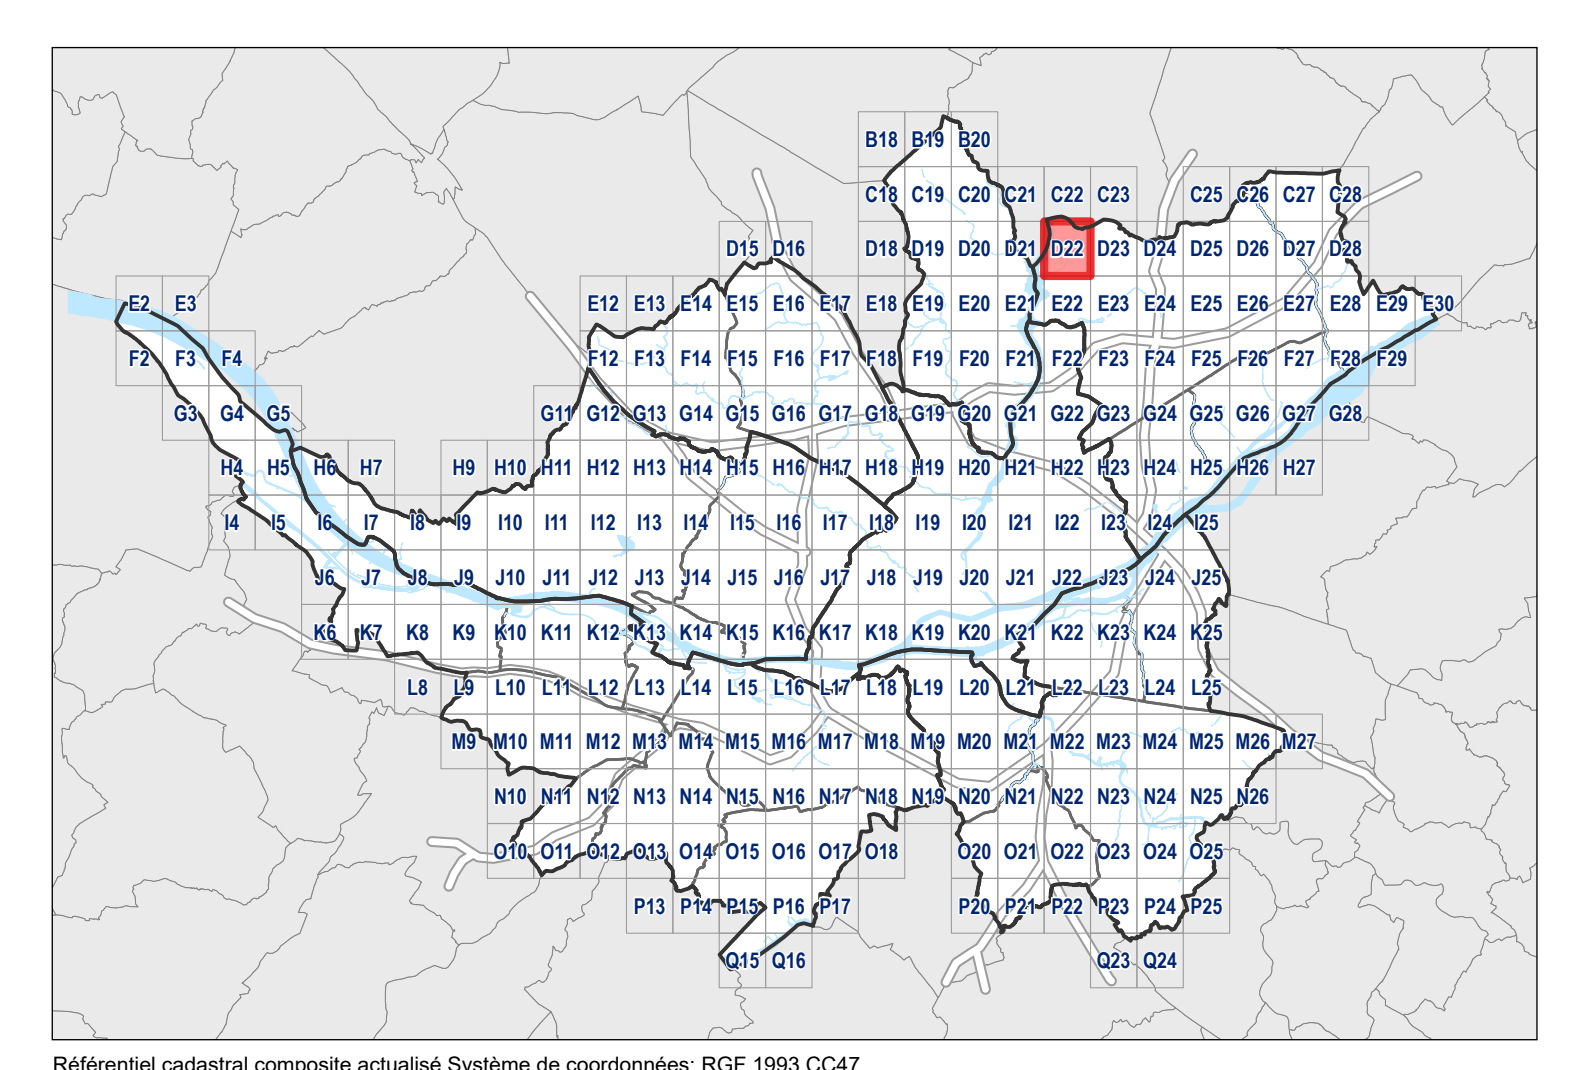 B18 B19 B20
C18 C19 C20 C21 C22 C23 C25 C26 C27 C28
D15 D16 D18 D19 D20 D21 D22 D23 D24 D25 D26 D27 D28
E2 E3 E12 E13 E14 E15 E16 E17 E18 E19 E20 E21 E22 E23 E24 E25 E26 E27 E28 E29 E30
F2 F3 F4 F12 F13 F14 F15 F16 F17 F18 F19 F20 F21 F22 F23 F24 F25 F26 F27 F28 F29
G3 G4 G5 G11 G12 G13 G14 G15 G16 G17 G18 G19 G20 G21 G22 G23 G24 G25 G26 G27 G28
H4 H5 H6 H7 H9 H10 H11 H12 H13 H14 H15 H16 H17 H18 H19 H20 H21 H22 H23 H24 H25 H26 H27
I4 I5 I6 I7 I8 I9 I10 I11 I12 I13 I14 I15 I16 I17 I18 I19 I20 I21 I22 I23 I24 I25
J6 J7 J8 J9 J10 J11 J12 J13 J14 J15 J16 J17 J18 J19 J20 J21 J22 J23 J24 J25
K6 K7 K8 K9 K10 K11 K12 K13 K14 K15 K16 K17 K18 K19 K20 K21 K22 K23 K24 K25
L8 L9 L10 L11 L12 L13 L14 L15 L16 L17 L18 L19 L20 L21 L22 L23 L24 L25
M9 M10 M11 M12 M13 M14 M15 M16 M17 M18 M19 M20 M21 M22 M23 M24 M25 M26 M27
N10 N11 N12 N13 N14 N15 N16 N17 N18 N19 N20 N21 N22 N23 N24 N25 N26
O10 O11 O12 O13 O14 O15 O16 O17 O18 O20 O21 O22 O23 O24 O25
P13 P14 P15 P16 P17 P20 P21 P22 P23 P24 P25
Q15 Q16 Q23 Q24
Référentiel cadastral composite actualisé Système de coordonnées: RGF 1993 CC47